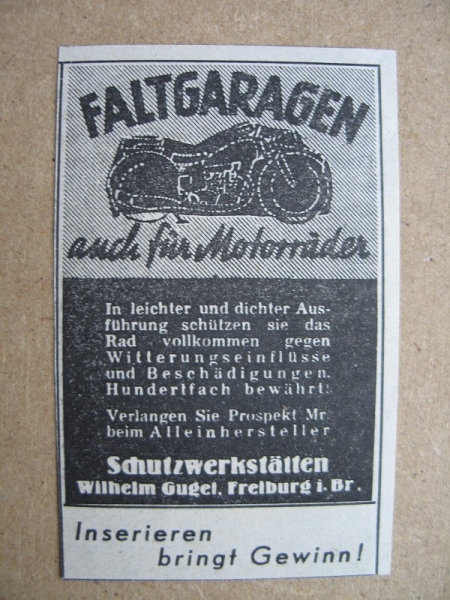 FALTGARAGEN
auch für Motorräder
In leichter und dichter Aus-
führung schützen sie das
Rad vollkommen gegen
Witterungseinflüsse
und Beschädigungen.
Hundertfach bewährt!
Verlangen Sie Prospekt Mr.
beim Alleinhersteller
Schutzwerkstätten
Wilhelm Gugel, Freiburg i. Br.
Inserieren
bringt Gewinn!